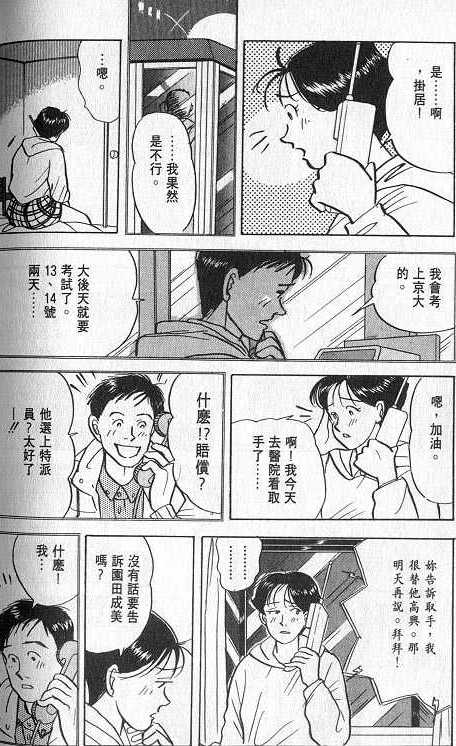 是……啊
，掛居！
……我果然
是不行。
…嗯。
我會考
上京大
的。
大後天就要
考試了。
13、14號
兩天……
嗯，加油。
啊！我今天
去醫院看取
手了…
什麼!?賠償？
他選上特派
員？太好了
—!!
妳告訴取手，我
很替他高興。那
明天再說。拜拜！
………
沒有話要告
訴園田成美
嗎？
什麼！
我…